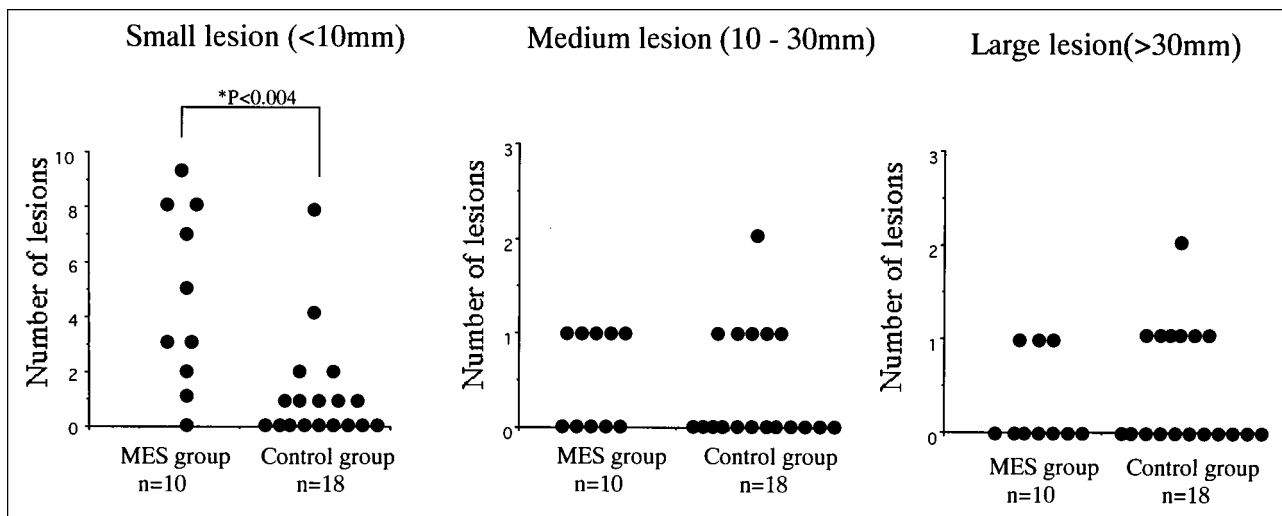 Small lesion (<10mm)
*P<0.004
Number of lesions
10
8
6
4
2
0
MES group
n=10
Control group
n=18
Medium lesion (10 - 30mm)
Number of lesions
3
2
1
0
MES group
n=10
Control group
n=18
Large lesion(>30mm)
Number of lesions
3
2
1
0
MES group
n=10
Control group
n=18